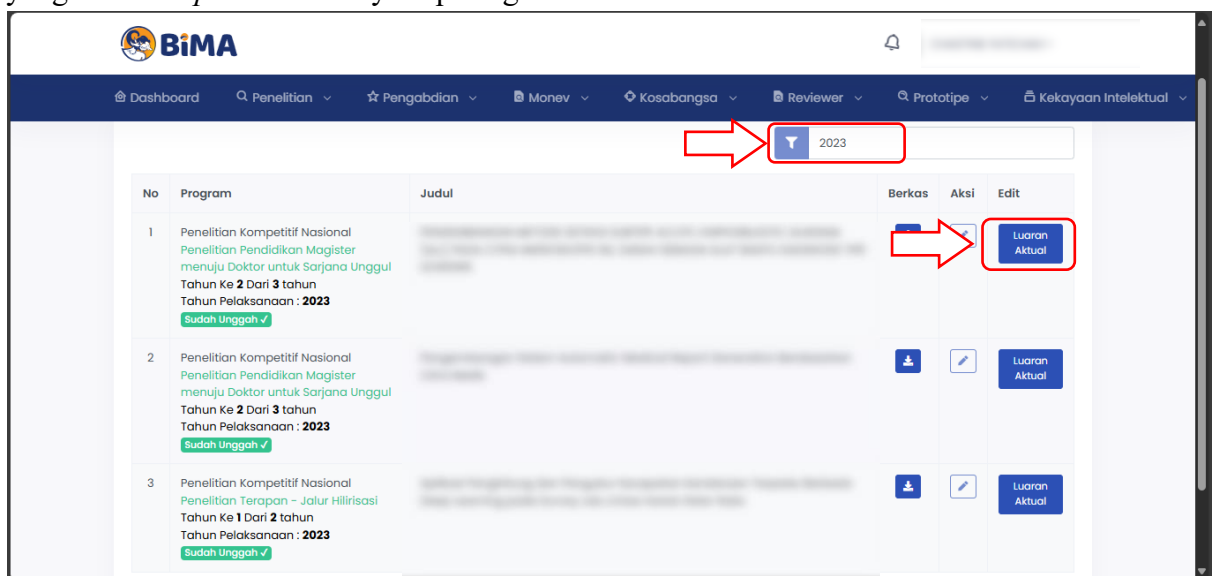 BiMA
Dashboard Penelitian Pengabdian Monev Kosabangsa Reviewer Prototipe Kekayaan Intelektual
2023
No Program Judul Berkas Aksi Edit
1 Penelitian Kompetitif Nasional
Penelitian Pendidikan Magister
menuju Doktor untuk Sarjana Unggul
Tahun Ke 2 Dari 3 tahun
Tahun Pelaksanaan : 2023
Sudah Unggah ✓
Luaran
Aktual
2 Penelitian Kompetitif Nasional
Penelitian Pendidikan Magister
menuju Doktor untuk Sarjana Unggul
Tahun Ke 2 Dari 3 tahun
Tahun Pelaksanaan : 2023
Sudah Unggah ✓
Luaran
Aktual
3 Penelitian Kompetitif Nasional
Penelitian Terapan - Jalur Hilirisasi
Tahun Ke 1 Dari 2 tahun
Tahun Pelaksanaan : 2023
Sudah Unggah ✓
Luaran
Aktual